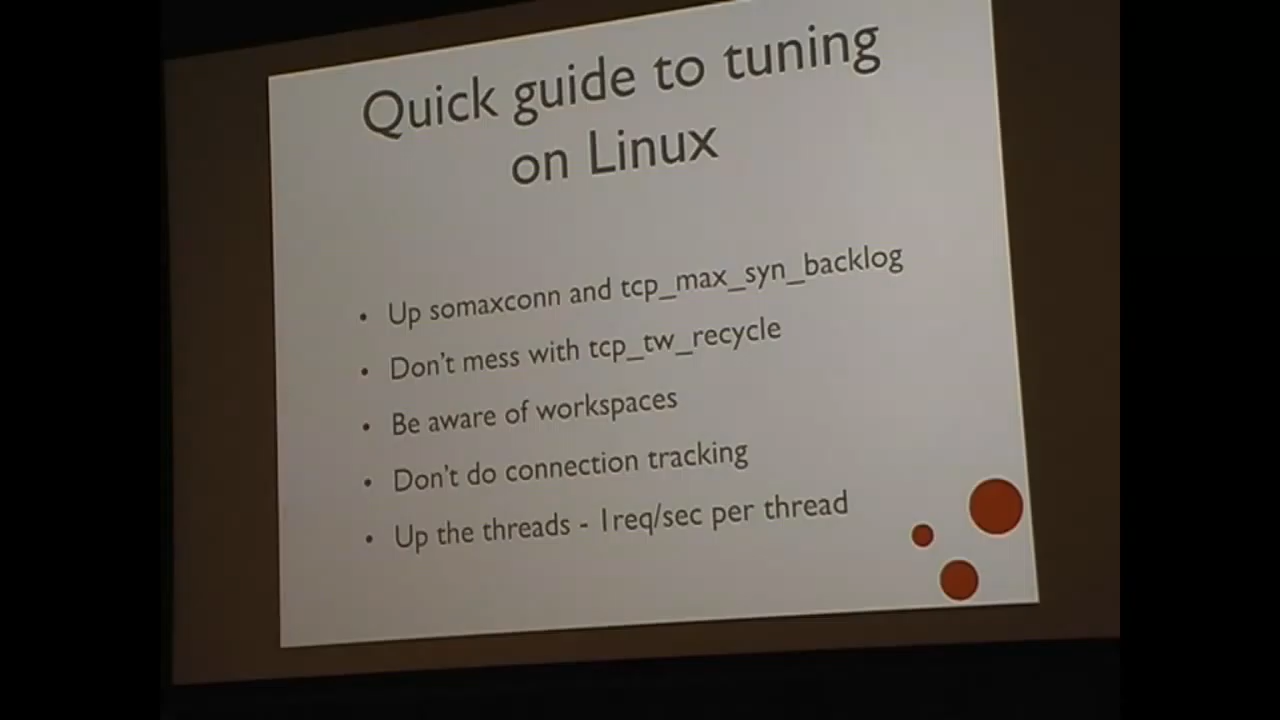 Quick guide to tuning
on Linux
• Up somaxconn and tcp_max_syn_backlog
• Don't mess with tcp_tw_recycle
• Be aware of workspaces
• Don't do connection tracking
• Up the threads - 1req/sec per thread